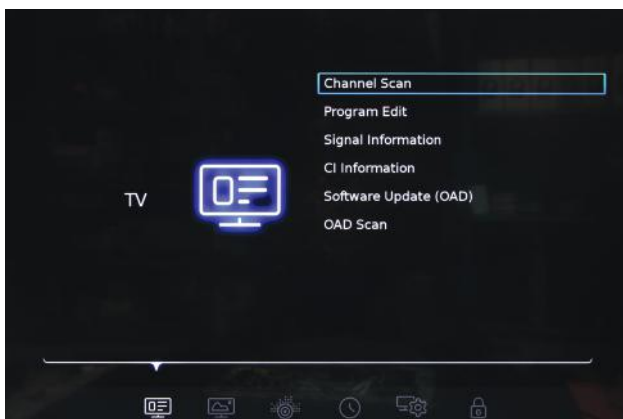 Channel Scan
Program Edit
Signal Information
CI Information
Software Update (OAD)
OAD Scan
TV